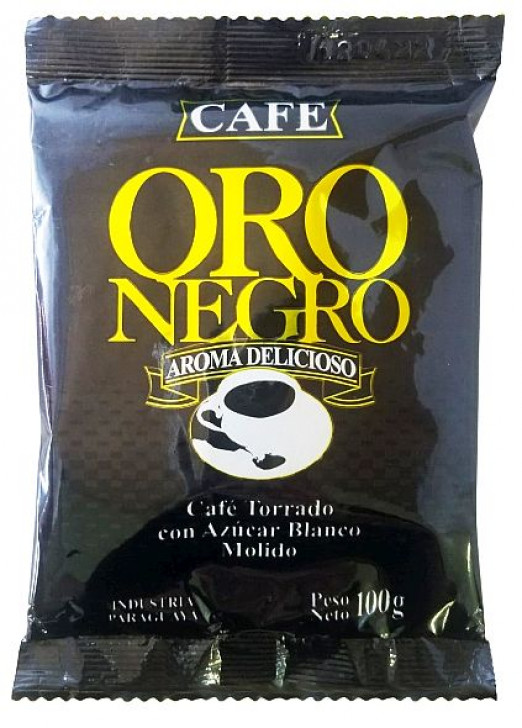 CAFE
ORO
NEGRO
AROMA DELICIOSO
Café Torrado
con Azúcar Blanco
Molido
INDUSTRIA
PARAGUAYA
Peso
Neto 100g